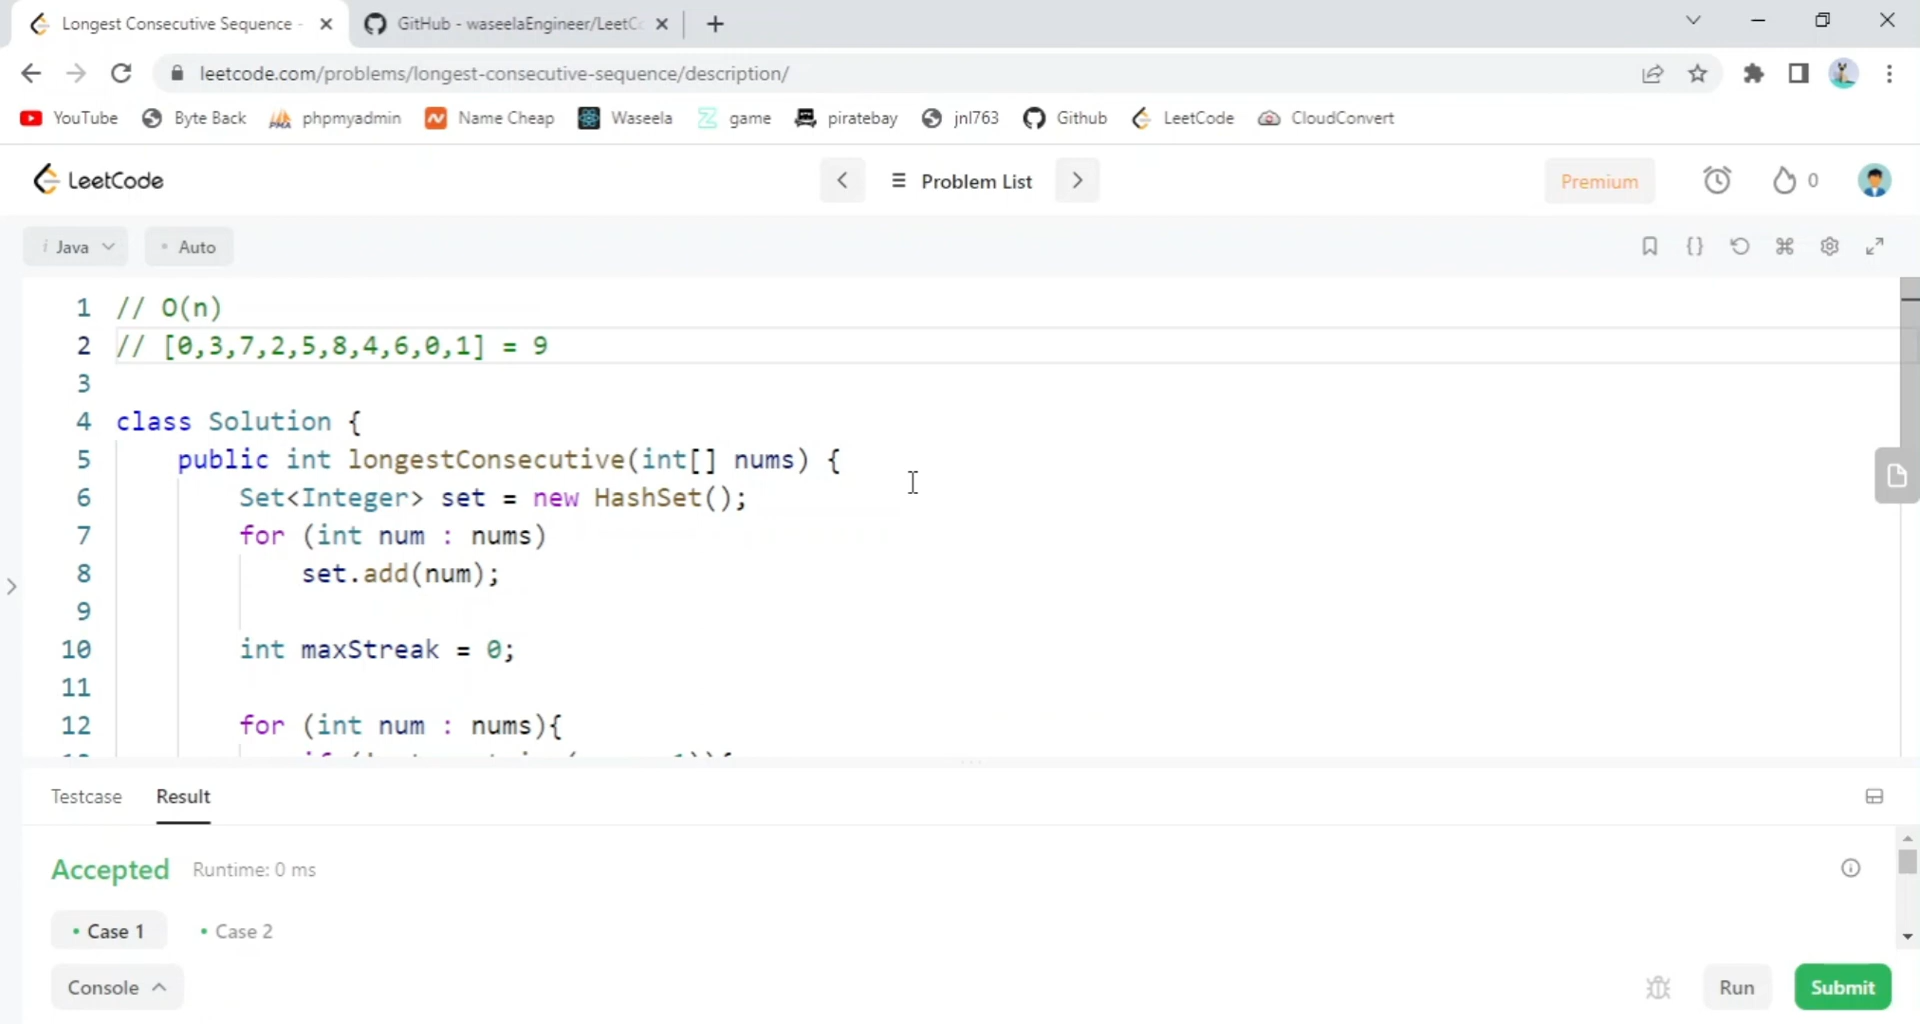 Longest Consecutive Sequence -
GitHub - waseelaEngineer/LeetC
leetcode.com/problems/longest-consecutive-sequence/description/
YouTube Byte Back phpmyadmin Name Cheap Waseela game piratebay jnl763 Github LeetCode CloudConvert
LeetCode Problem List Premium 0
i Java Auto
1 // O(n)
2 // [0,3,7,2,5,8,4,6,0,1] = 9
3
4 class Solution {
5 public int longestConsecutive(int[] nums) {
6 Set<Integer> set = new HashSet();
7 for (int num : nums)
8 set.add(num);
9
10 int maxStreak = 0;
11
12 for (int num : nums){
Testcase Result
Accepted Runtime: 0 ms
Case 1 Case 2
Console Run Submit